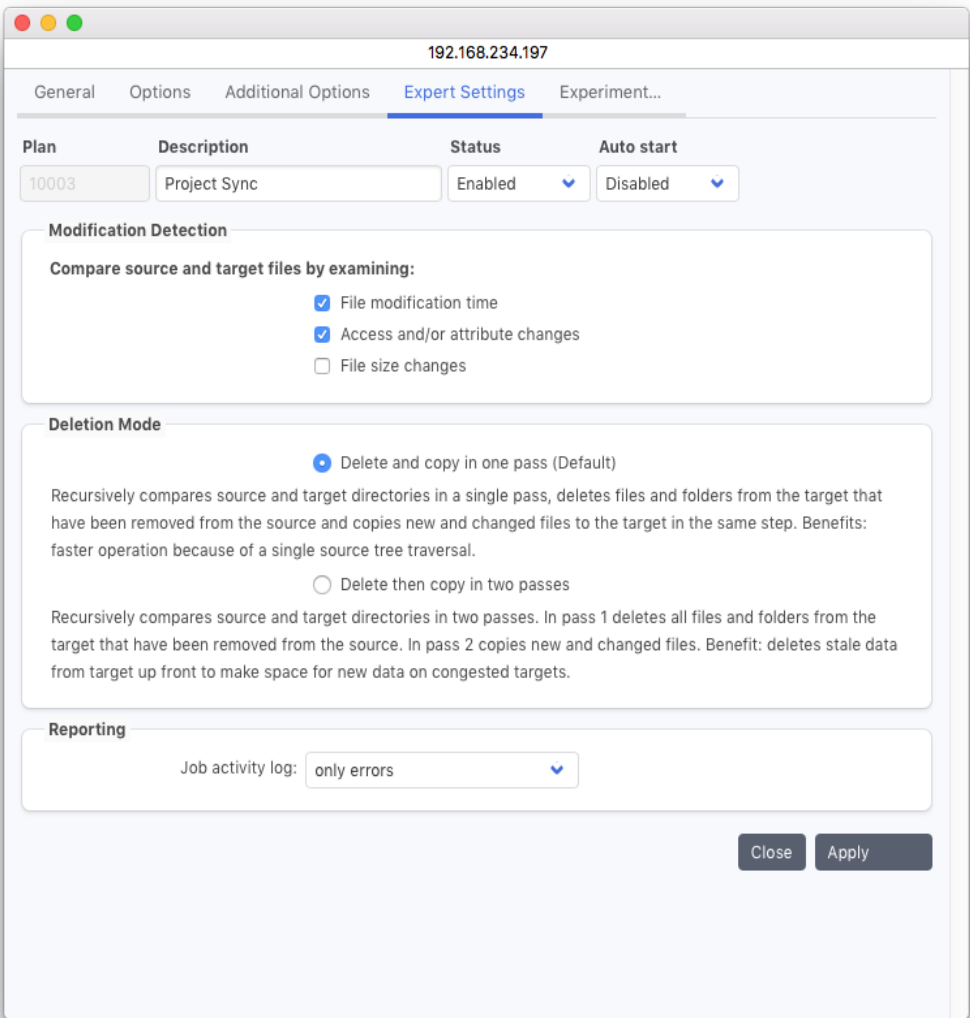 192.168.234.197
General Options Additional Options Expert Settings Experiment...
Plan Description Status Auto start
10003 Project Sync Enabled Disabled
Modification Detection
Compare source and target files by examining:
File modification time
Access and/or attribute changes
File size changes
Deletion Mode
Delete and copy in one pass (Default)
Recursively compares source and target directories in a single pass, deletes files and folders from the target that
have been removed from the source and copies new and changed files to the target in the same step. Benefits:
faster operation because of a single source tree traversal.
Delete then copy in two passes
Recursively compares source and target directories in two passes. In pass 1 deletes all files and folders from the
target that have been removed from the source. In pass 2 copies new and changed files. Benefit: deletes stale data
from target up front to make space for new data on congested targets.
Reporting
Job activity log: only errors
Close Apply